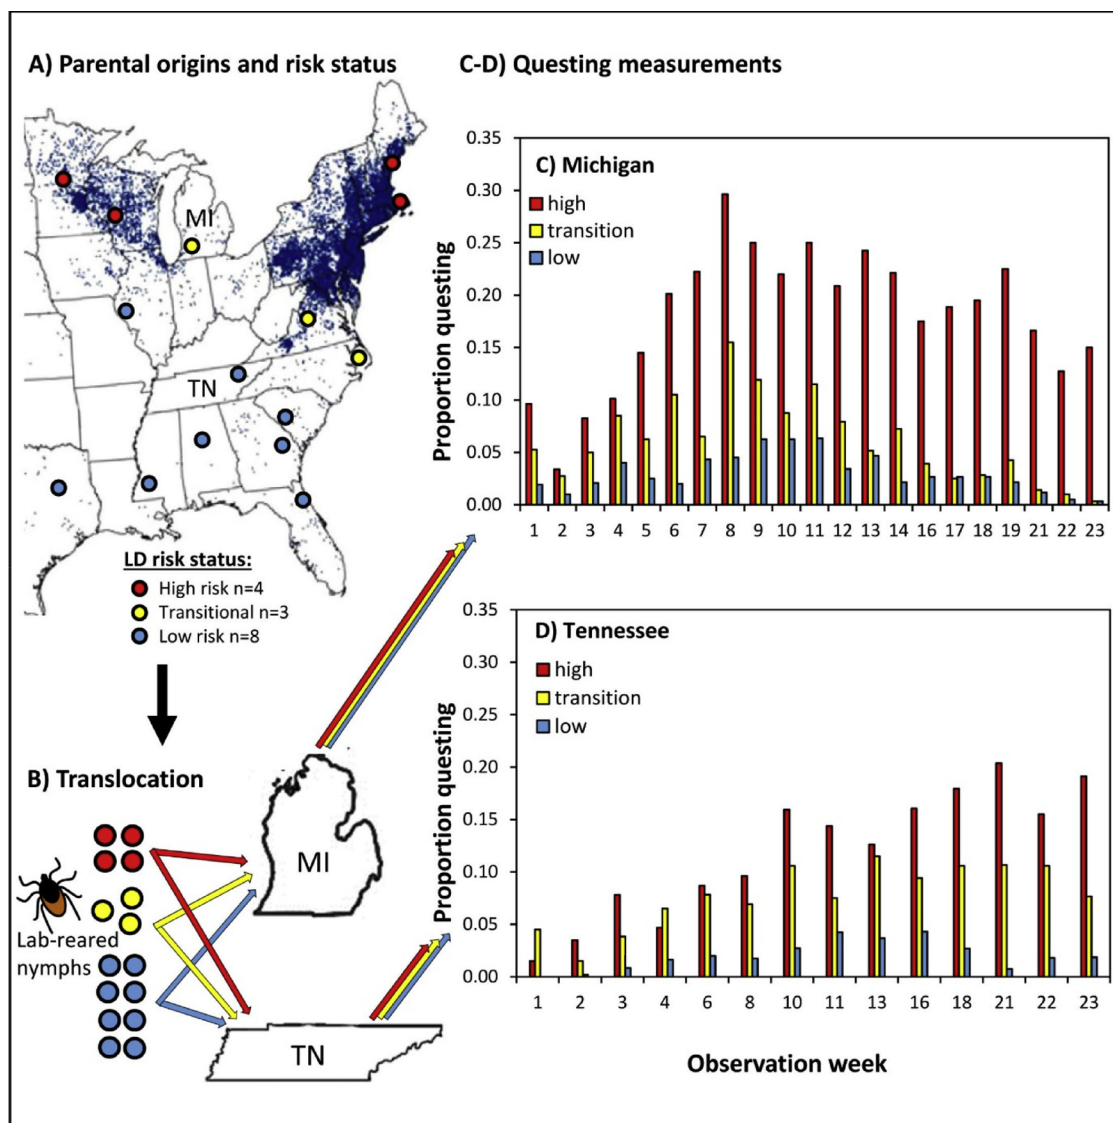 A) Parental origins and risk status
MI
TN
LD risk status:
High risk n=4
Transitional n=3
Low risk n=8
B) Translocation
Lab-reared
nymphs
MI
TN
C-D) Questing measurements
Proportion questing
0.35
0.30
0.25
0.20
0.15
0.10
0.05
0.00
C) Michigan
high
transition
low
1 2 3 4 5 6 7 8 9 10 11 12 13 14 16 17 18 19 21 22 23
Proportion questing
0.35
0.30
0.25
0.20
0.15
0.10
0.05
0.00
D) Tennessee
high
transition
low
1 2 3 4 6 8 10 11 13 16 18 21 22 23
Observation week